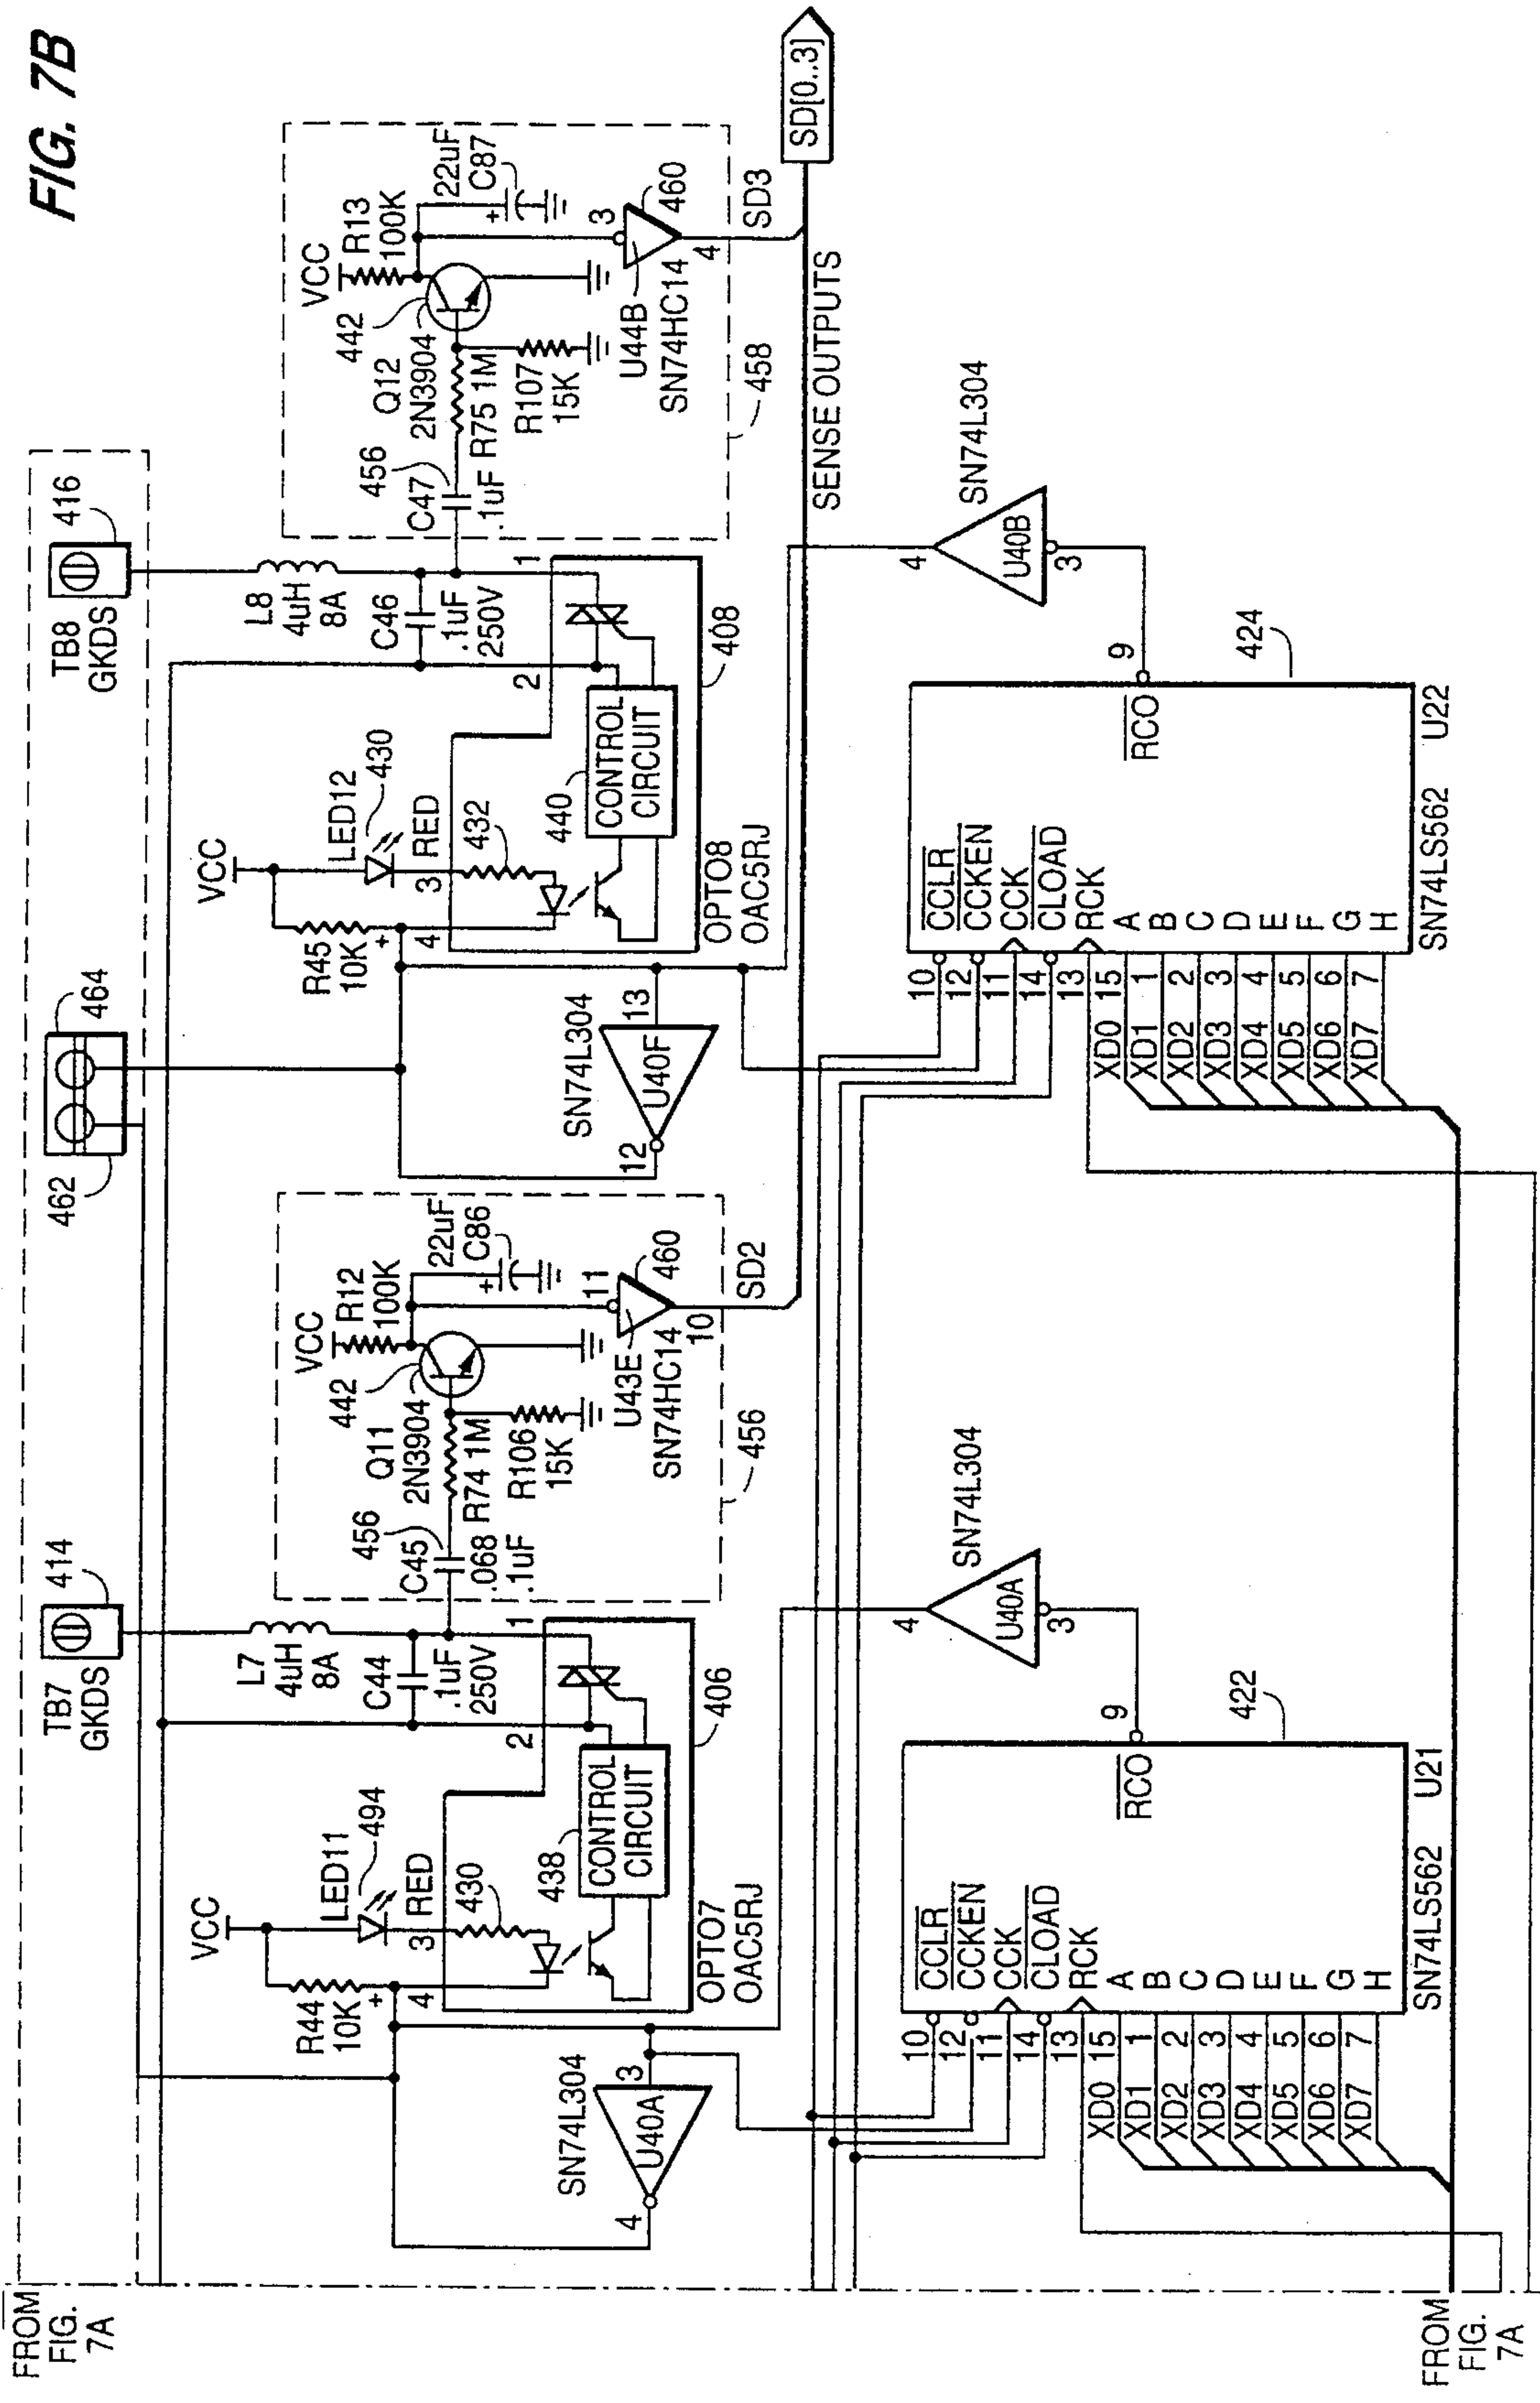 FIG. 7B
FROM
FIG.
7A
TB7
GKDS
414
462
464
TB8
GKDS
416
VCC
R44
10K
LED11
494
RED
3
4
+
430
438
CONTROL
CIRCUIT
OPTO7
OAC5RJ
406
L7
4uH
8A
C44
.1uF
250V
2
1
456
C45
.068
.1uF
Q11
2N3904
442
R74 1M
R106
15K
VCC
R12
100K
22uF
C86
+
11
460
U43E
SN74HC14
10
SD2
456
SN74L304
U40A
3
4
SN74L304
U40A
4
3
9
422
RCO
CCLR
CCKEN
CCK
CLOAD
RCK
A
B
C
D
E
F
G
H
10
12
11
14
13
XD0 15
XD1 1
XD2 2
XD3 3
XD4 4
XD5 5
XD6 6
XD7 7
SN74LS562 U21
VCC
R45
10K
LED12
430
RED
3
4
+
432
440
CONTROL
CIRCUIT
OPTO8
OAC5RJ
408
L8
4uH
8A
C46
.1uF
250V
2
1
456
C47
.1uF
Q12
2N3904
442
R75 1M
R107
15K
VCC
R13
100K
22uF
C87
+
3
460
U44B
SN74HC14
4
SD3
458
SN74L304
U40F
13
12
SENSE OUTPUTS
SD[0..3]
SN74L304
U40B
4
3
9
424
RCO
CCLR
CCKEN
CCK
CLOAD
RCK
A
B
C
D
E
F
G
H
10
12
11
14
13
XD0 15
XD1 1
XD2 2
XD3 3
XD4 4
XD5 5
XD6 6
XD7 7
SN74LS562 U22
FROM
FIG.
7A